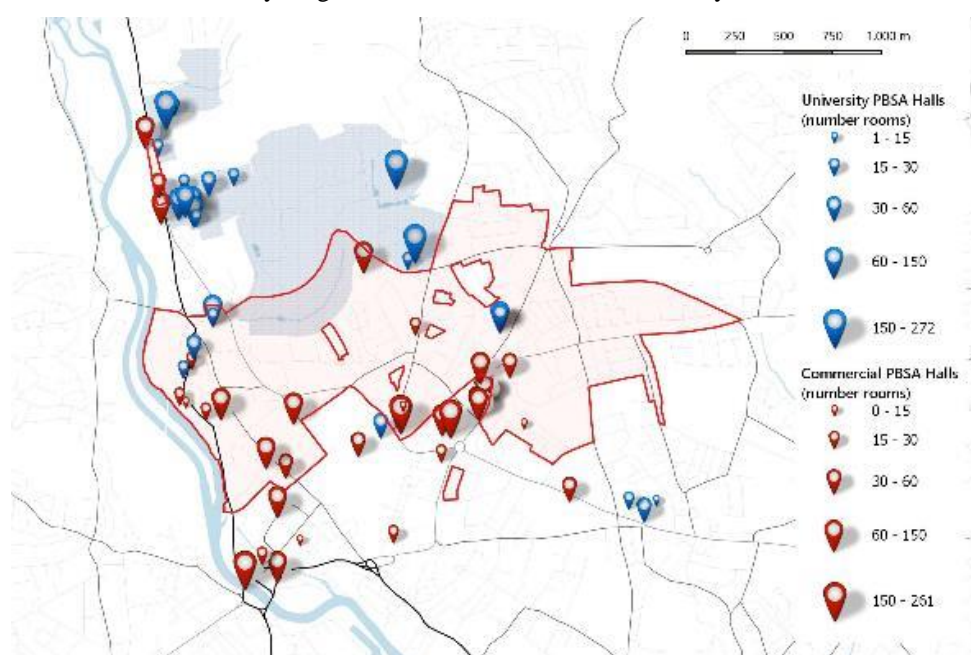 0 250 500 750 1.000 m
University PBSA Halls
(number rooms)
1 - 15
15 - 30
30 - 60
60 - 150
150 - 272
Commercial PBSA Halls
(number rooms)
0 - 15
15 - 30
30 - 60
60 - 150
150 - 261